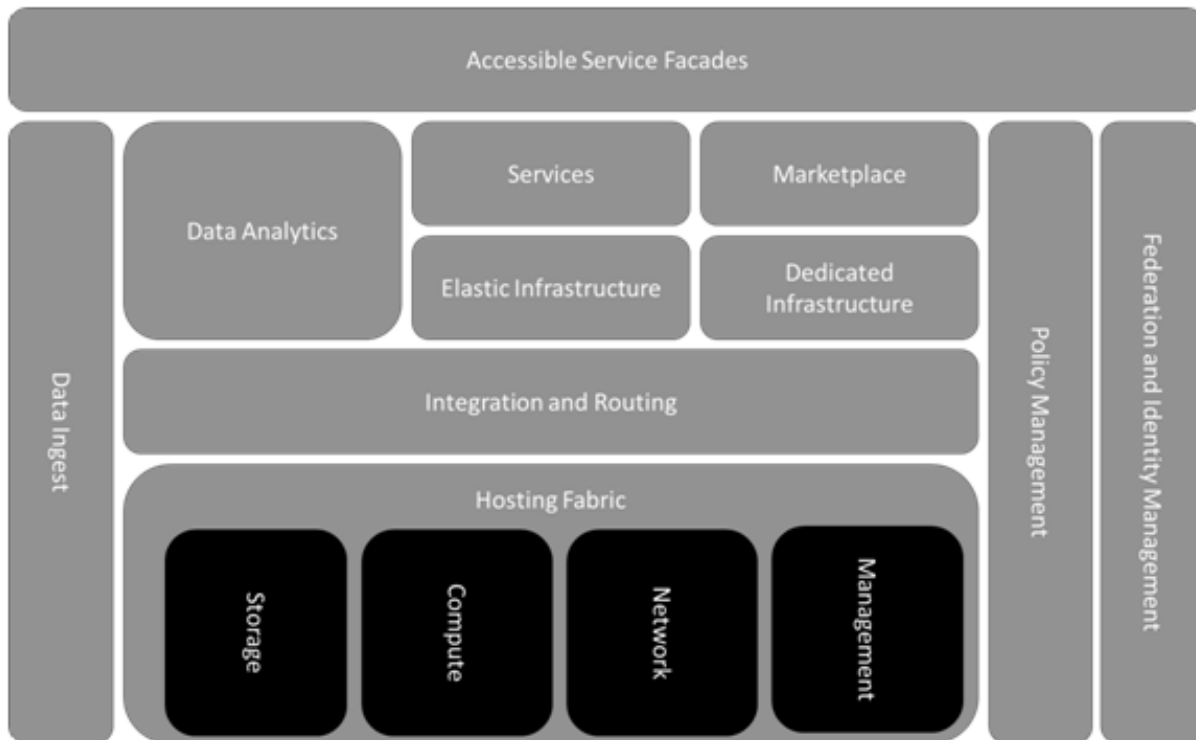 Accessible Service Facades
Data Ingest
Data Analytics
Services
Marketplace
Elastic Infrastructure
Dedicated
Infrastructure
Integration and Routing
Hosting Fabric
Storage
Compute
Network
Management
Policy Management
Federation and Identity Management